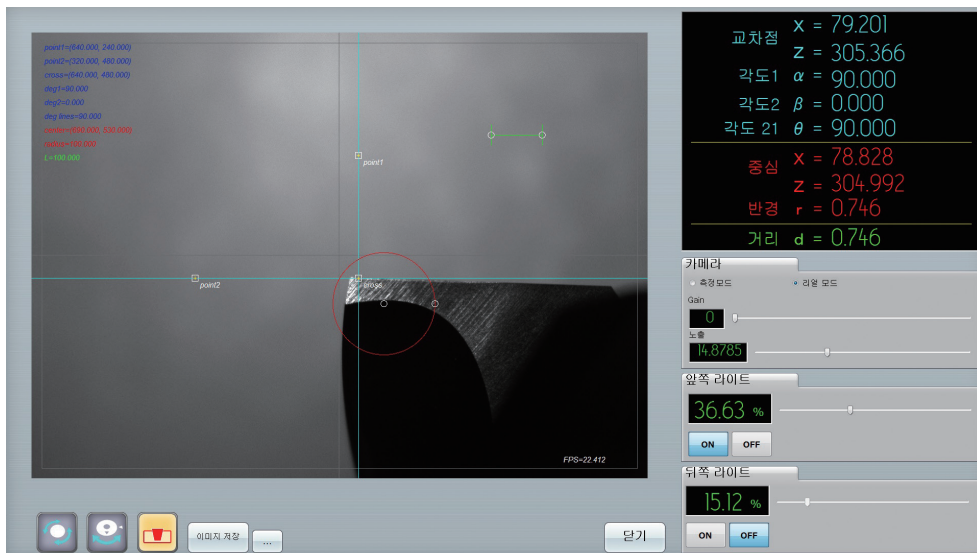 point1=(640.000, 240.000)
point2=(320.000, 480.000)
cross=(640.000, 480.000)
deg1=90.000
deg2=0.000
deg lines=90.000
radius=100.000
L=100.000
point1
point2
cross
FPS=22.412
교차점 X = 79.201
Z = 305.366
각도1 α = 90.000
각도2 β = 0.000
각도 21 θ = 90.000
중심 X = 78.828
Z = 304.992
반경 r = 0.746
거리 d = 0.746
카메라
측정모드 리얼 모드
Gain
0
노출
14.8785
앞쪽 라이트
36.63 %
ON OFF
뒤쪽 라이트
15.12 %
ON OFF
이미지 저장 ... 닫기